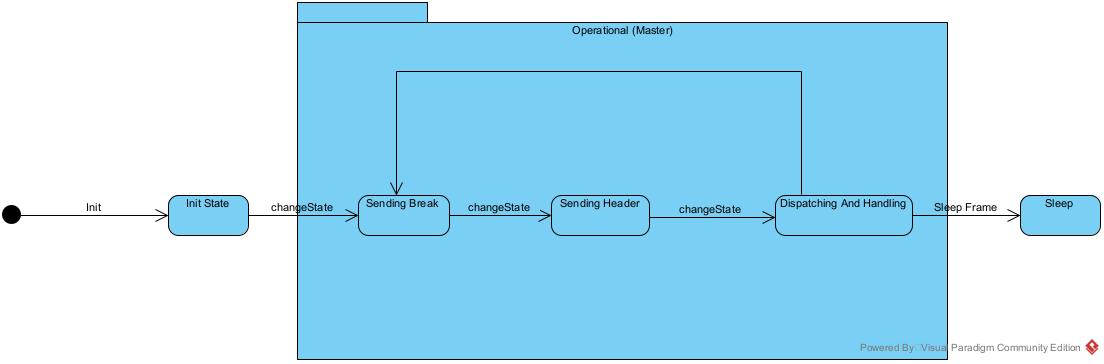 Operational (Master)
Init
Init State
changeState
Sending Break
changeState
Sending Header
changeState
Dispatching And Handling
Sleep Frame
Sleep
Powered By Visual Paradigm Community Edition